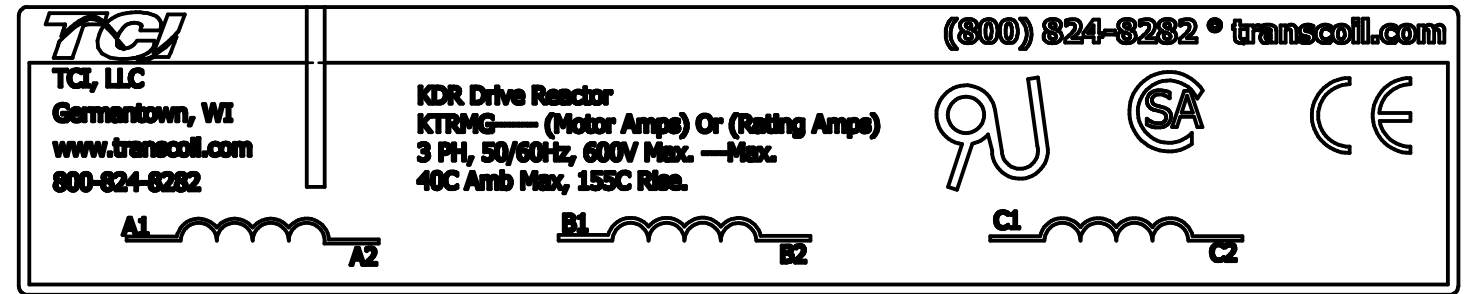 TCI
(800) 824-8282 ° transcoil.com
TCI, LLC
Germantown, WI
www.transcoil.com
800-824-8282
KDR Drive Reactor
KTRMG—— (Motor Amps) Or (Rating Amps)
3 PH, 50/60Hz, 600V Max. —Max.
40C Amb Max, 155C Rise.
RU
CSA
CE
A1
A2
B1
B2
C1
C2